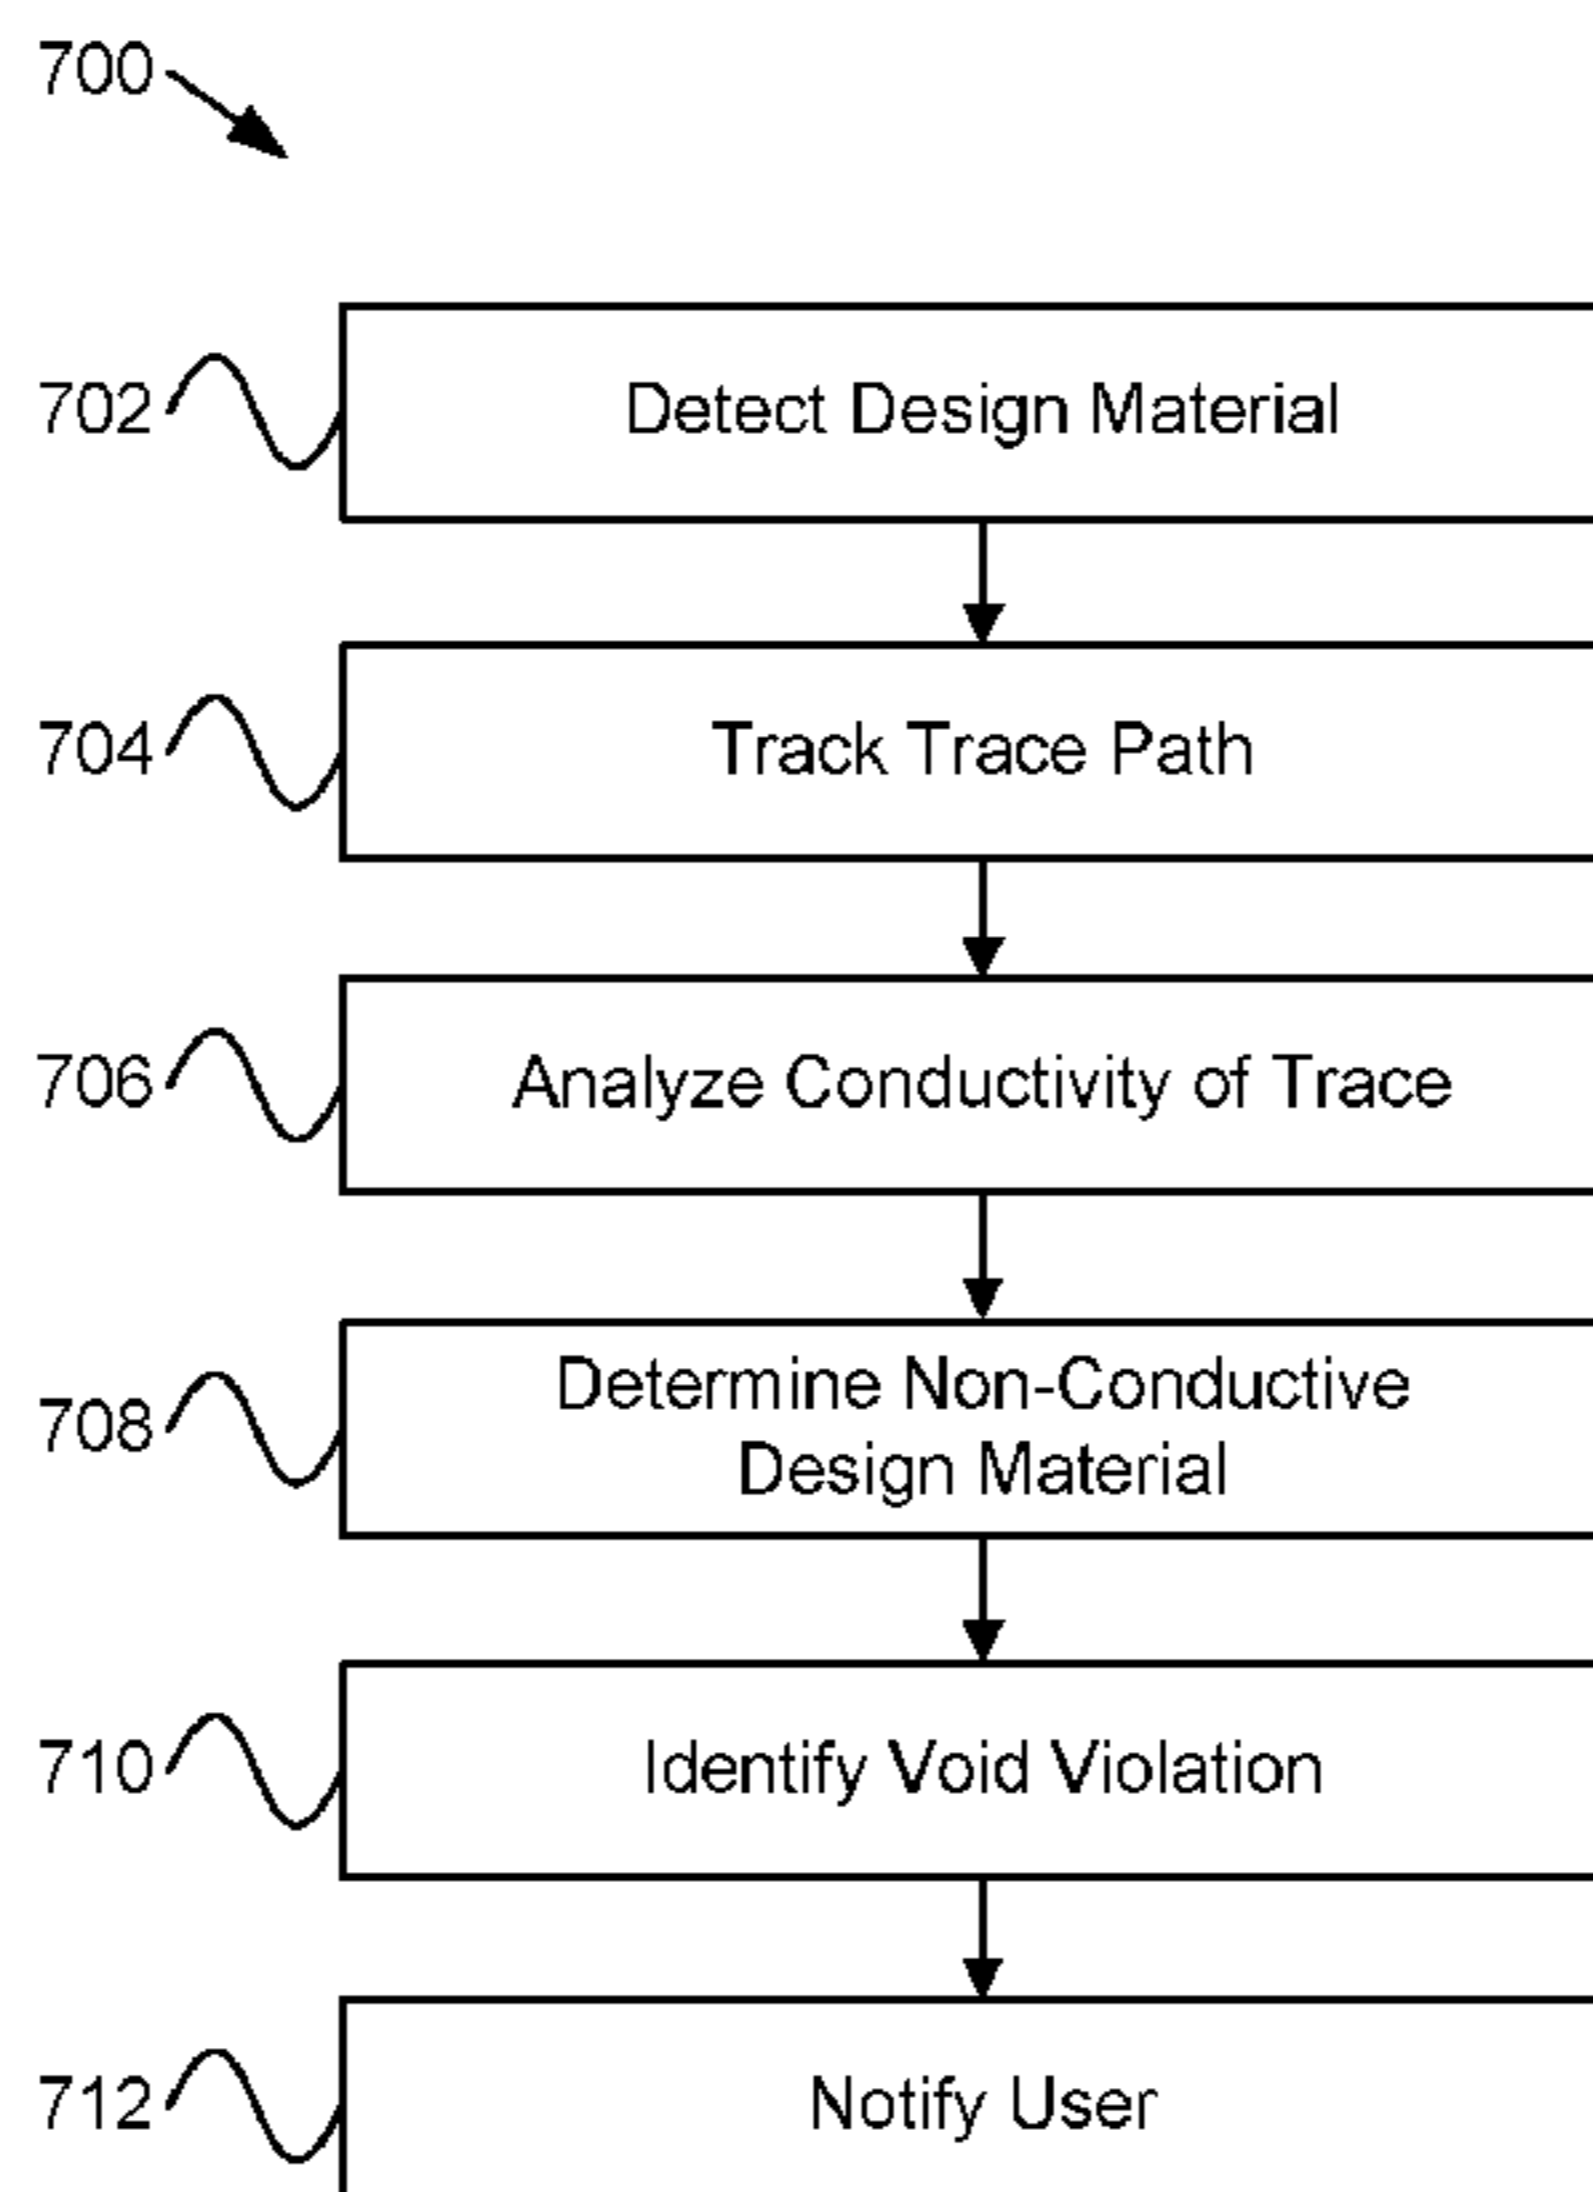 700
702 Detect Design Material
704 Track Trace Path
706 Analyze Conductivity of Trace
708 Determine Non-Conductive
Design Material
710 Identify Void Violation
712 Notify User